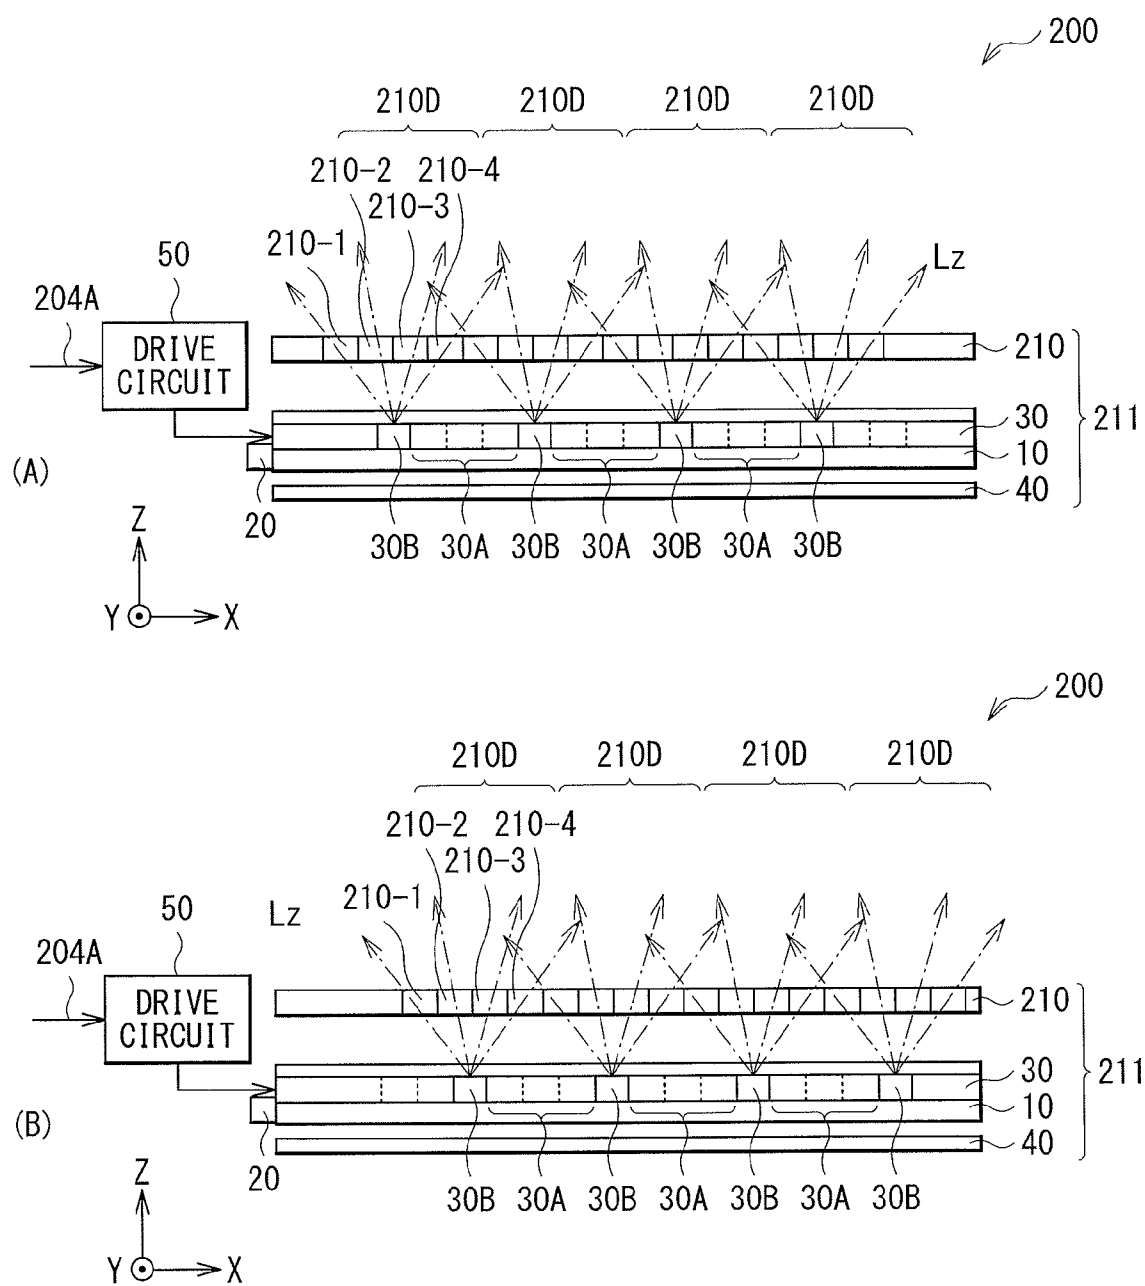 200
210D 210D 210D 210D
210-2 210-4
210-3
210-1
50
Lz
204A
DRIVE
CIRCUIT
210
30
211
10
(A)
40
20
30B 30A 30B 30A 30B 30A 30B
Z
Y X
200
210D 210D 210D 210D
210-2 210-4
210-3
210-1
50
Lz
204A
DRIVE
CIRCUIT
210
30
211
10
(B)
40
20
30B 30A 30B 30A 30B 30A 30B
Z
Y X